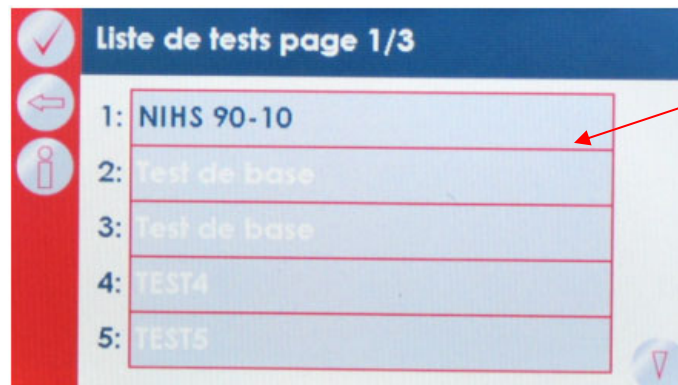 Liste de tests page 1/3
1: NIHS 90-10
2: Test de base
3: Test de base
4: TEST4
5: TEST5